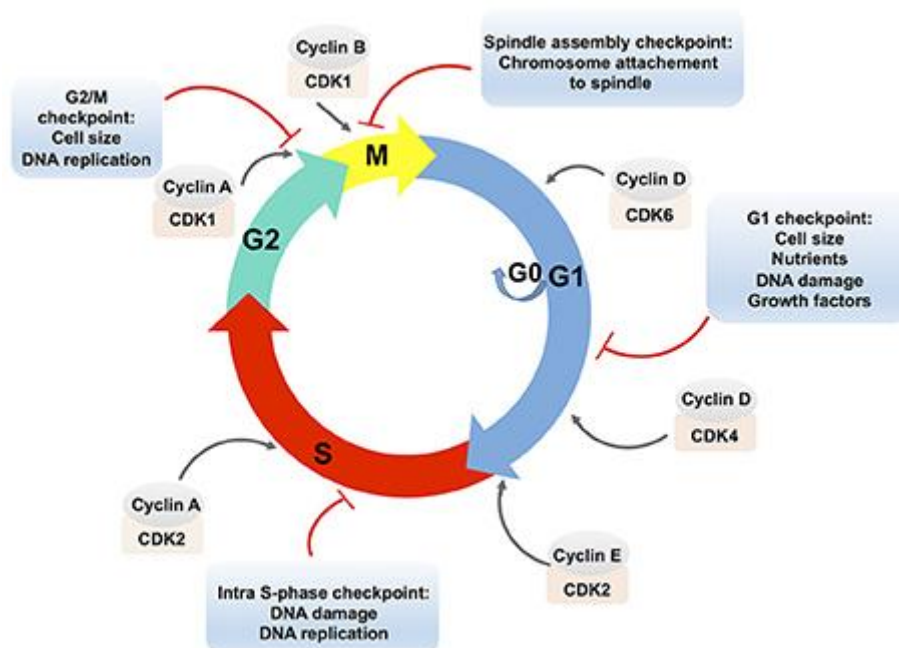 Cyclin B
CDK1
Spindle assembly checkpoint:
Chromosome attachement
to spindle
G2/M
checkpoint:
Cell size
DNA replication
M
Cyclin A
CDK1
Cyclin D
CDK6
G2
G0
G1
G1 checkpoint:
Cell size
Nutrients
DNA damage
Growth factors
Cyclin D
CDK4
S
Cyclin A
CDK2
Cyclin E
CDK2
Intra S-phase checkpoint:
DNA damage
DNA replication